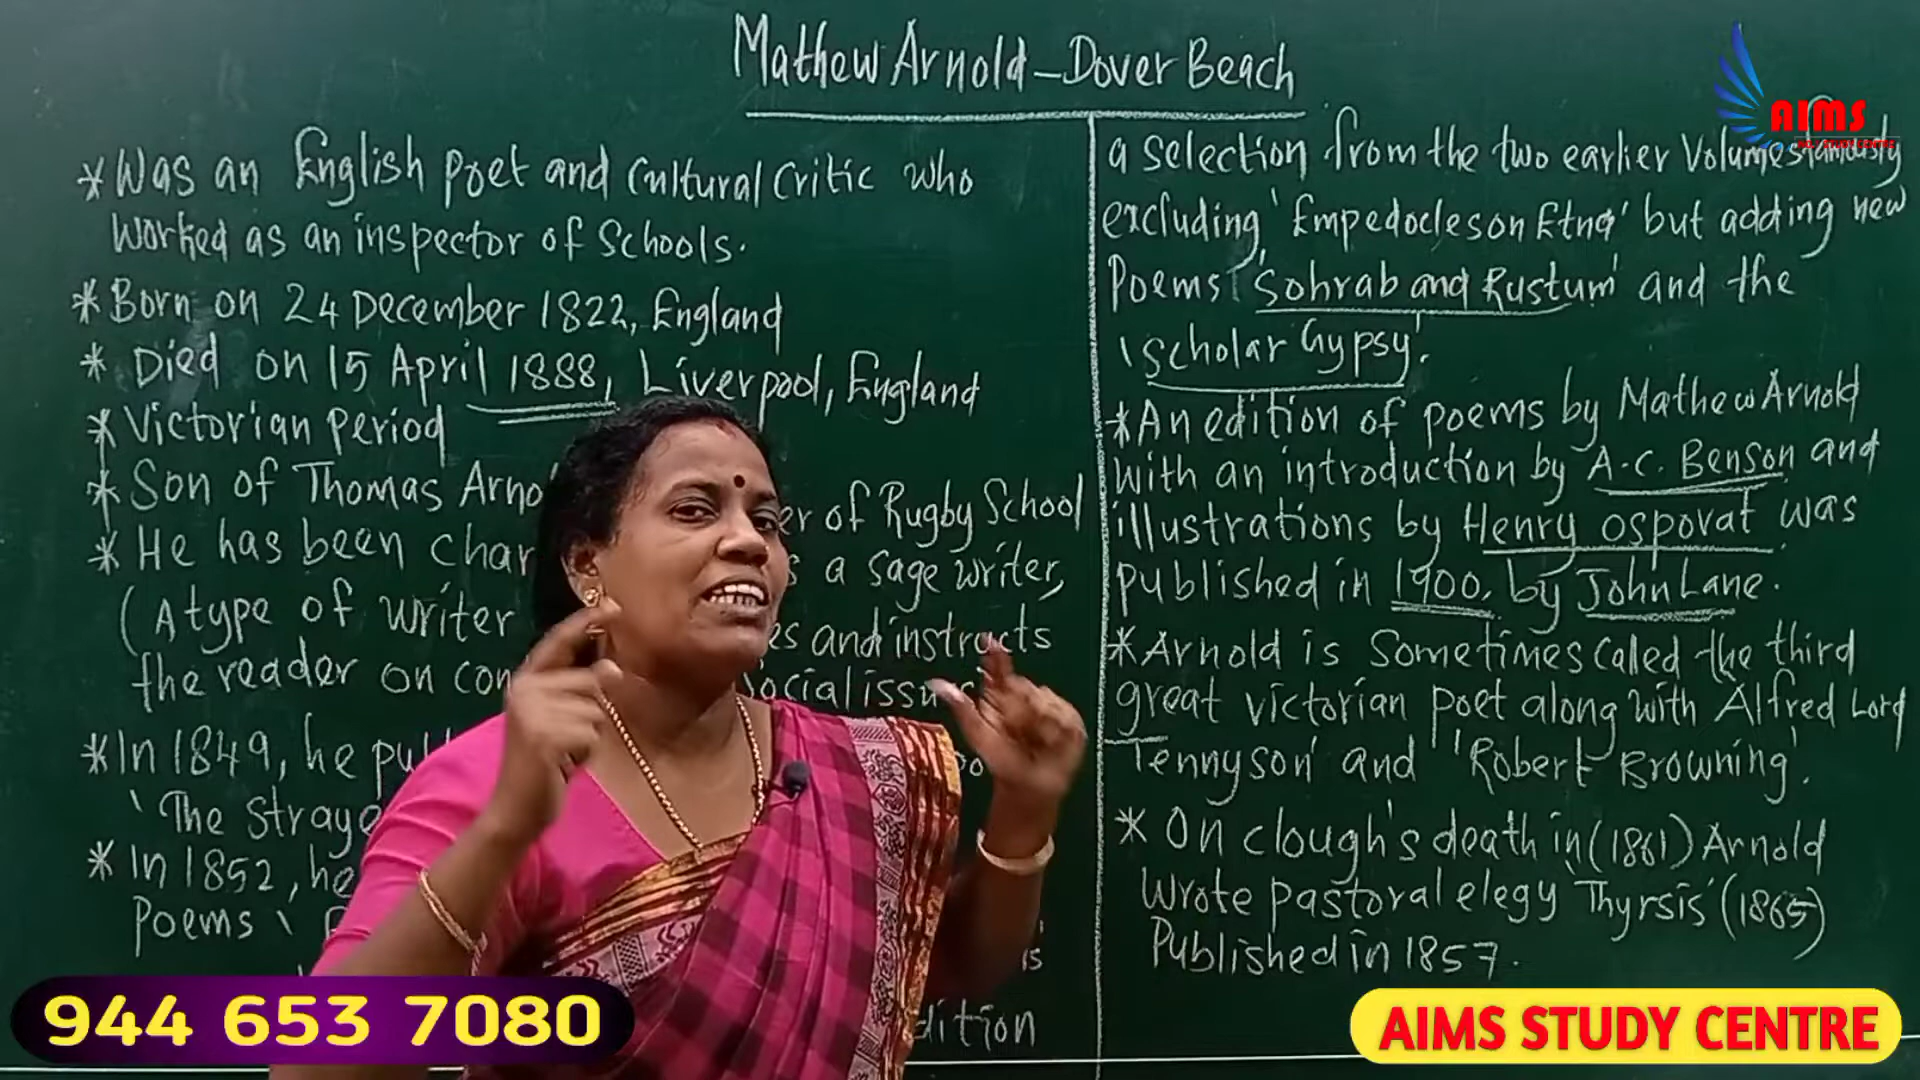 Mathew Arnold - Dover Beach
* Was an English poet and Cultural Critic who
worked as an inspector of Schools.
* Born on 24 December 1822, England
* Died on 15 April 1888, Liverpool, England
* Victorian period
* Son of Thomas Arno er of Rugby School
* He has been char s a sage writer,
(A type of writer es and instructs
the reader on con social issues
* In 1849, he pu
'The Straye
* In 1852, he
Poems '
is
dition
a selection from the two earlier Volumes famously
excluding 'Empedocles on Etna' but adding new
Poems 'Sohrab and Rustum' and the
'Scholar Gypsy'.
* An edition of poems by Mathew Arnold
with an introduction by A.C. Benson and
illustrations by Henry Ospovat was
published in 1900, by John Lane.
* Arnold is Sometimes Called the third
great Victorian Poet along with Alfred Lord
Tennyson' and 'Robert Browning'.
* On Clough's death in (1861) Arnold
Wrote pastoral elegy 'Thyrsis' (1865)
Published in 1857.
AIMS
STUDY CENTRE
944 653 7080
AIMS STUDY CENTRE